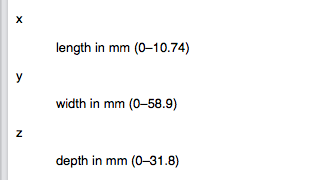 x
length in mm (0–10.74)
y
width in mm (0–58.9)
z
depth in mm (0–31.8)